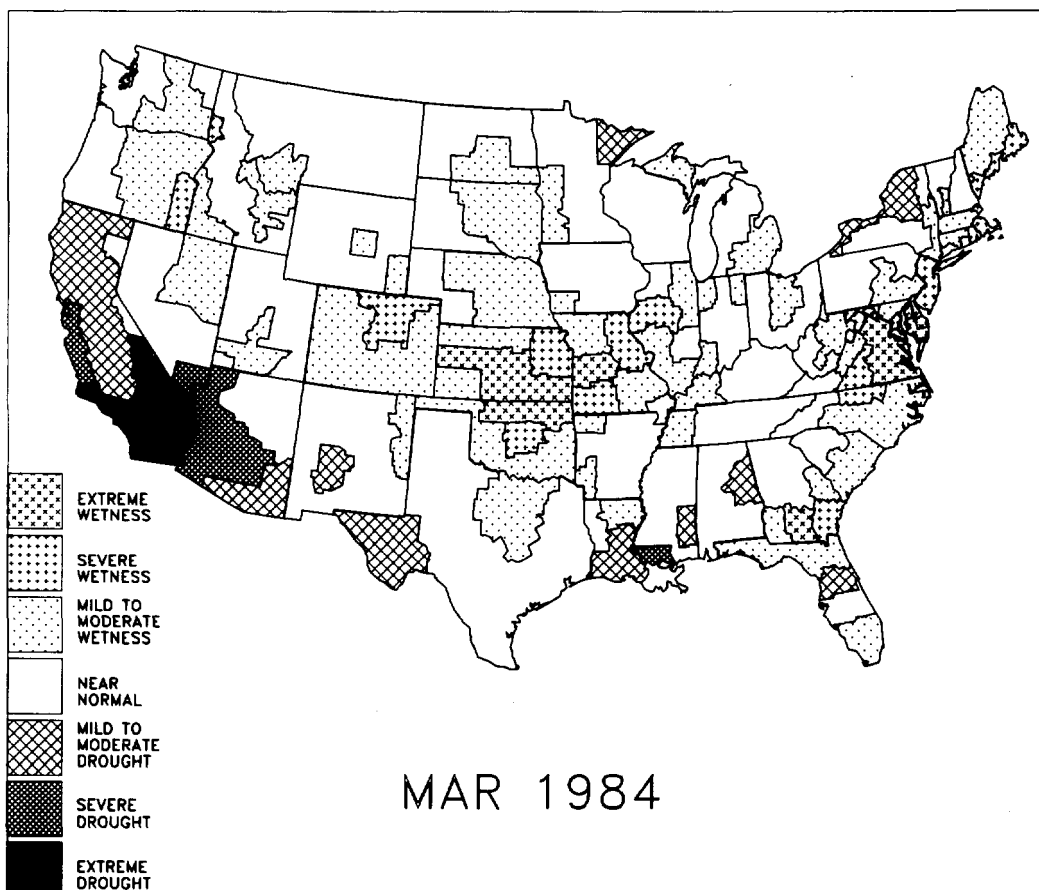 EXTREME
WETNESS
SEVERE
WETNESS
MILD TO
MODERATE
WETNESS
NEAR
NORMAL
MILD TO
MODERATE
DROUGHT
SEVERE
DROUGHT
EXTREME
DROUGHT
MAR 1984